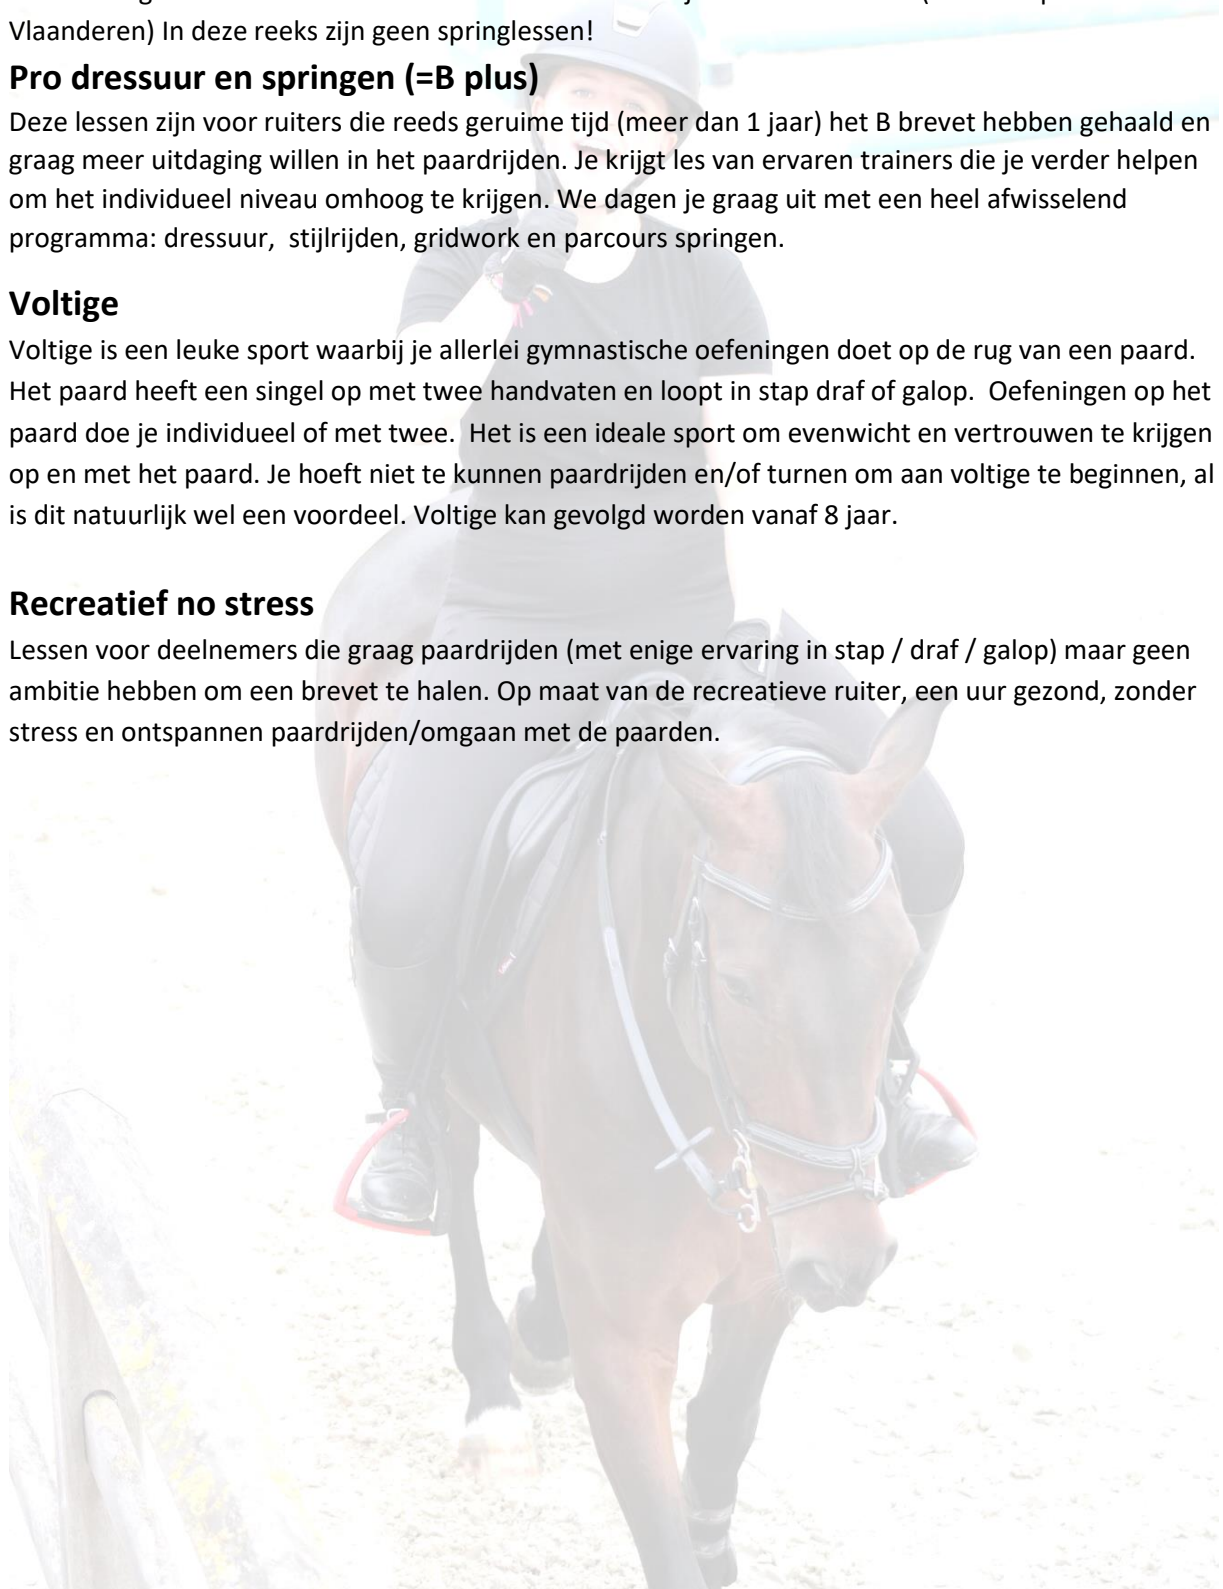 Vlaanderen) In deze reeks zijn geen springlessen!
Pro dressuur en springen (=B plus)
Deze lessen zijn voor ruiters die reeds geruime tijd (meer dan 1 jaar) het B brevet hebben gehaald en
graag meer uitdaging willen in het paardrijden. Je krijgt les van ervaren trainers die je verder helpen
om het individueel niveau omhoog te krijgen. We dagen je graag uit met een heel afwisselend
programma: dressuur,  stijlrijden, gridwork en parcours springen.
Voltige
Voltige is een leuke sport waarbij je allerlei gymnastische oefeningen doet op de rug van een paard.
Het paard heeft een singel op met twee handvaten en loopt in stap draf of galop.  Oefeningen op het
paard doe je individueel of met twee.  Het is een ideale sport om evenwicht en vertrouwen te krijgen
op en met het paard. Je hoeft niet te kunnen paardrijden en/of turnen om aan voltige te beginnen, al
is dit natuurlijk wel een voordeel. Voltige kan gevolgd worden vanaf 8 jaar.
Recreatief no stress
Lessen voor deelnemers die graag paardrijden (met enige ervaring in stap / draf / galop) maar geen
ambitie hebben om een brevet te halen. Op maat van de recreatieve ruiter, een uur gezond, zonder
stress en ontspannen paardrijden/omgaan met de paarden.